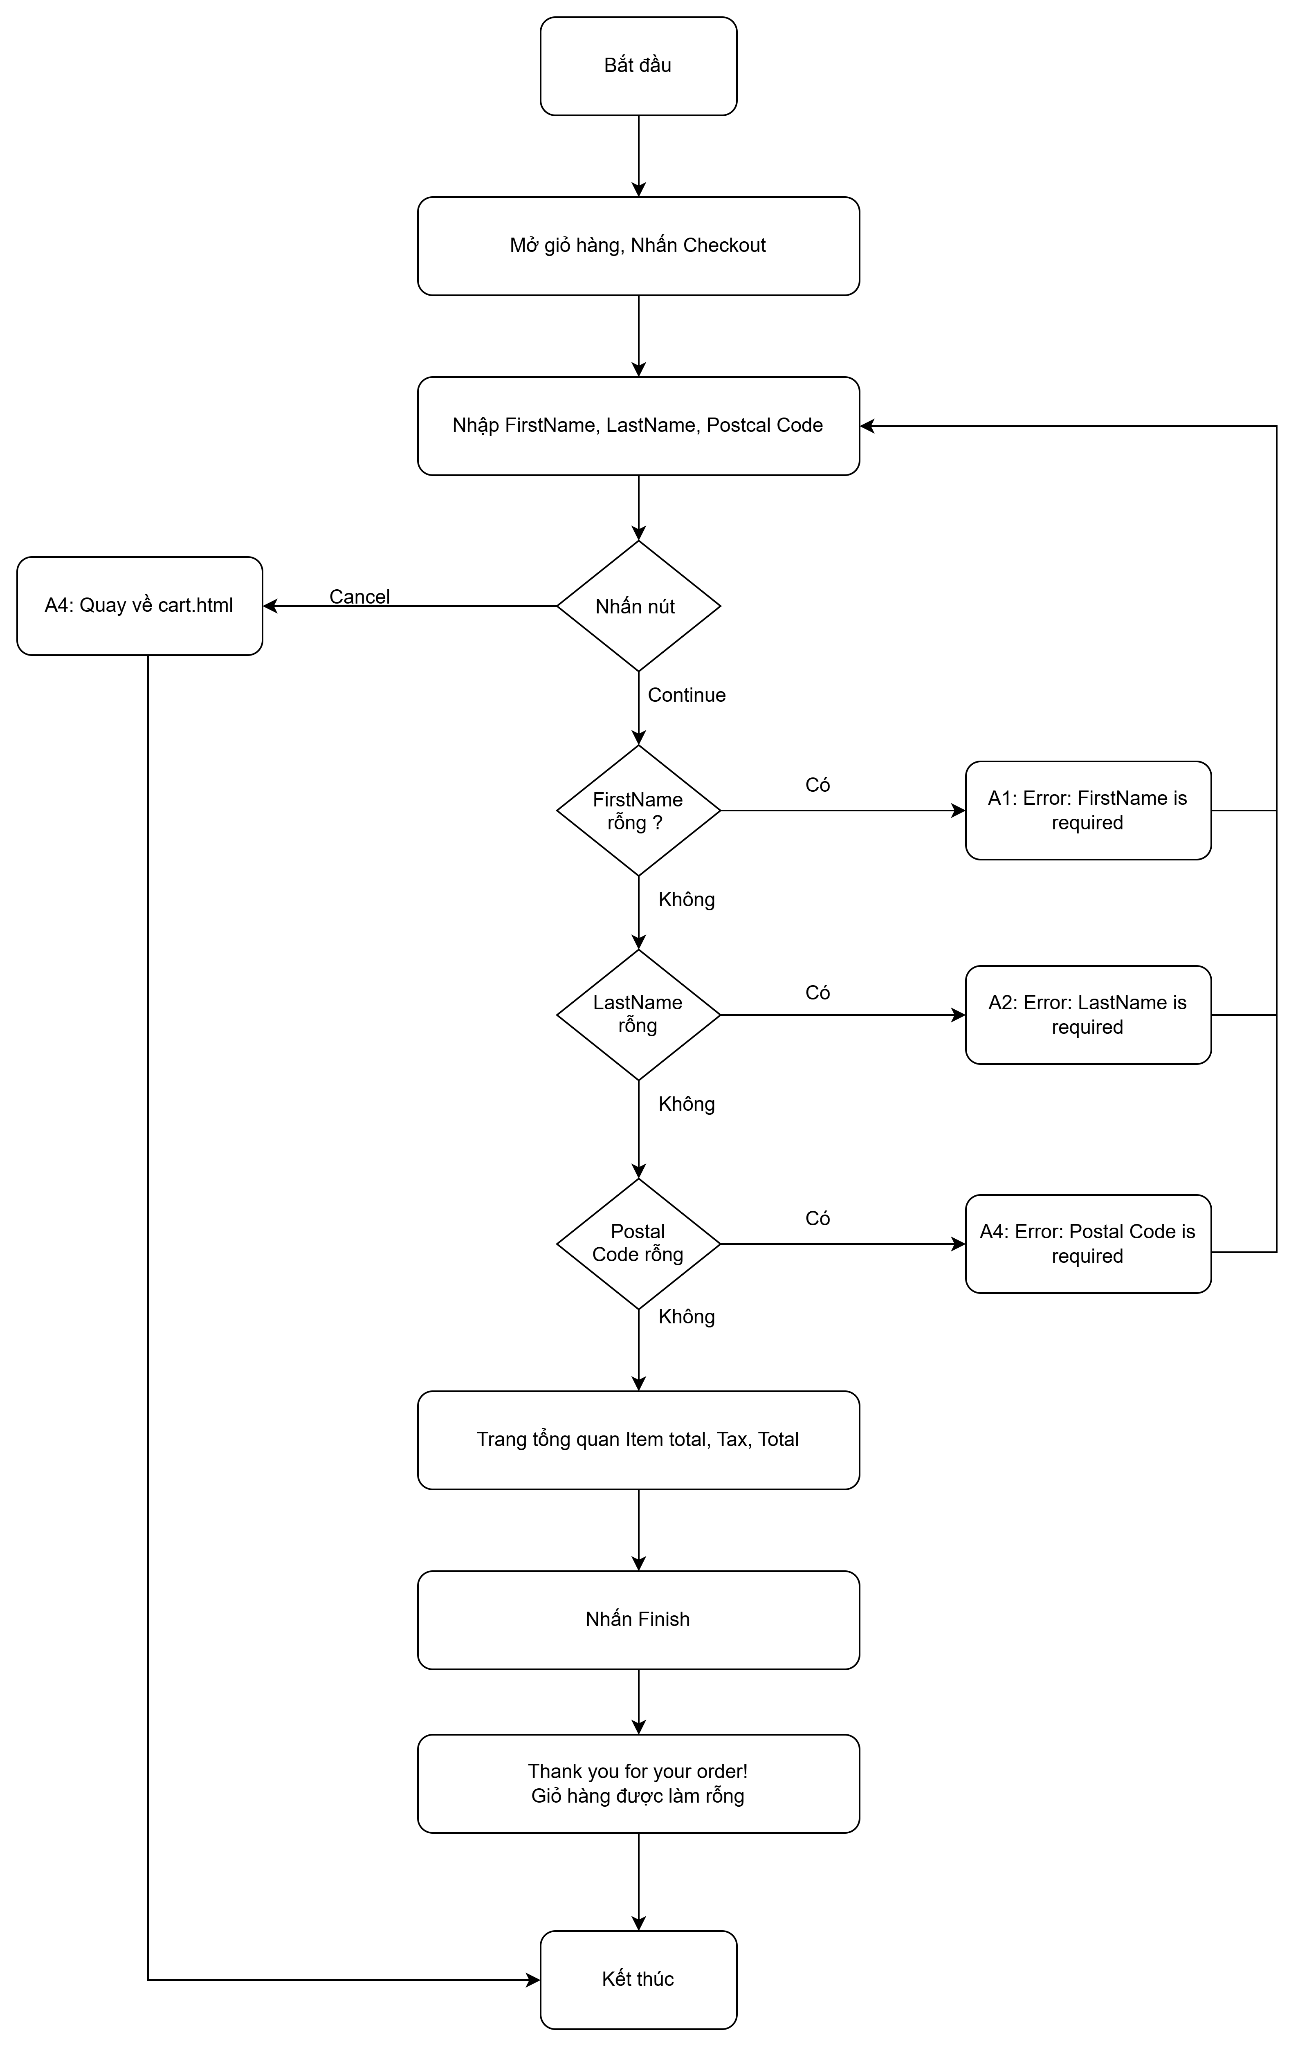 Bắt đầu
Mở giỏ hàng, Nhấn Checkout
Nhập FirstName, LastName, Postcal Code
Nhấn nút
Cancel
A4: Quay về cart.html
Continue
FirstName
rỗng ?
Có
A1: Error: FirstName is
required
Không
LastName
rỗng
Có
A2: Error: LastName is
required
Không
Postal
Code rỗng
Có
A4: Error: Postal Code is
required
Không
Trang tổng quan Item total, Tax, Total
Nhấn Finish
Thank you for your order!
Giỏ hàng được làm rỗng
Kết thúc